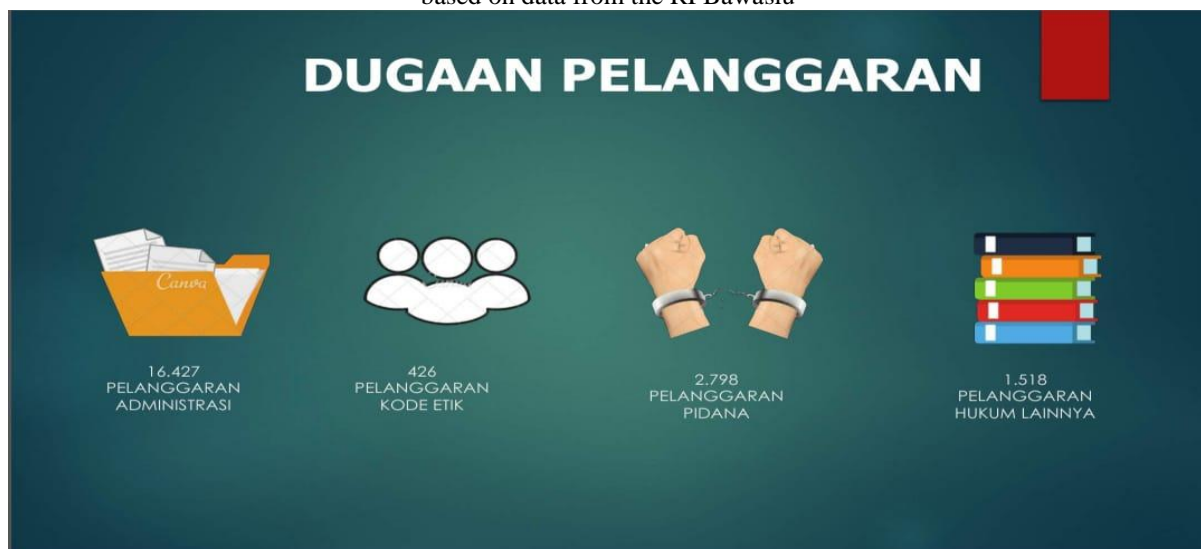 based on data from the RI Bawaslu
DUGAAN PELANGGARAN
Canva
16.427
PELANGGARAN
ADMINISTRASI
426
PELANGGARAN
KODE ETIK
2.798
PELANGGARAN
PIDANA
1.518
PELANGGARAN
HUKUM LAINNYA